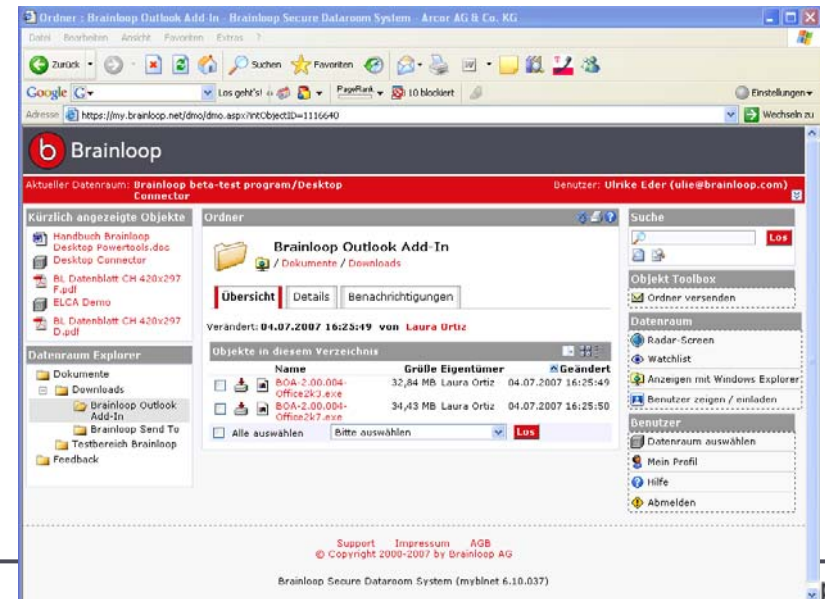 Ordner : Brainloop Outlook Add-In - Brainloop Secure Dataroom System - Arcor AG & Co. KG
Datei Bearbeiten Ansicht Favoriten Extras ?
Zurück Suchen Favoriten
Google G Los geht's! PageRank 10 blockiert Einstellungen
Adresse https://my.brainloop.net/dmo/dmo.aspx?intObjectID=1116640 Wechseln zu
b Brainloop
Aktueller Datenraum: Brainloop beta-test program/Desktop Connector
Benutzer: Ulrike Eder (ulie@brainloop.com)
Kürzlich angezeigte Objekte
Handbuch Brainloop
Desktop Powertools.doc
Desktop Connector
BL Datenblatt CH 420x297
F.pdf
ELCA Demo
BL Datenblatt CH 420x297
D.pdf
Datenraum Explorer
Dokumente
Downloads
Brainloop Outlook
Add-In
Brainloop Send To
Testbereich Brainloop
Feedback
Ordner
Brainloop Outlook Add-In
/ Dokumente / Downloads
Übersicht Details Benachrichtigungen
Verändert: 04.07.2007 16:25:49 von Laura Ortiz
Objekte in diesem Verzeichnis
Name Größe Eigentümer Geändert
BOA-2.00.004-
Office2k3.exe
32,84 MB Laura Ortiz 04.07.2007 16:25:49
BOA-2.00.004-
Office2k7.exe
34,43 MB Laura Ortiz 04.07.2007 16:25:50
Alle auswählen Bitte auswählen Los
Suche
Los
Objekt Toolbox
Ordner versenden
Datenraum
Radar-Screen
Watchlist
Anzeigen mit Windows Explorer
Benutzer zeigen / einladen
Benutzer
Datenraum auswählen
Mein Profil
Hilfe
Abmelden
Support Impressum AGB
© Copyright 2000-2007 by Brainloop AG
Brainloop Secure Dataroom System (myblnet 6.10.037)